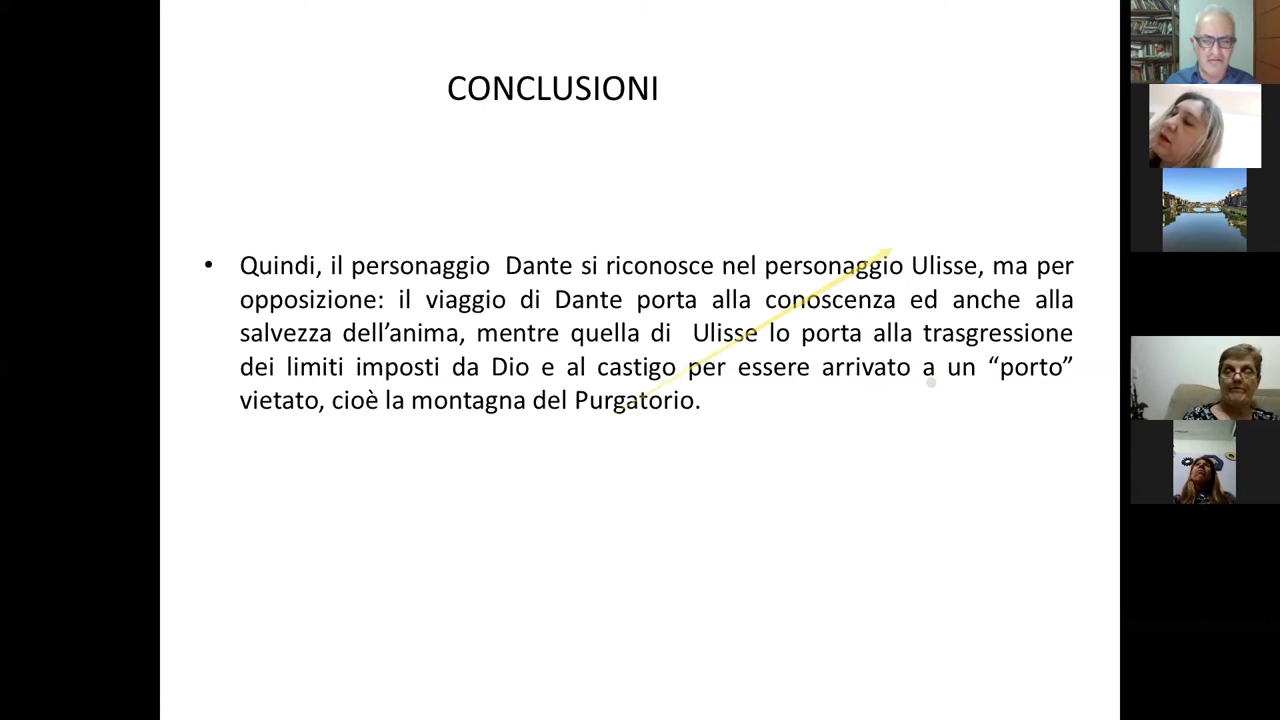 CONCLUSIONI
• Quindi, il personaggio Dante si riconosce nel personaggio Ulisse, ma per
opposizione: il viaggio di Dante porta alla conoscenza ed anche alla
salvezza dell’anima, mentre quella di Ulisse lo porta alla trasgressione
dei limiti imposti da Dio e al castigo per essere arrivato a un “porto”
vietato, cioè la montagna del Purgatorio.